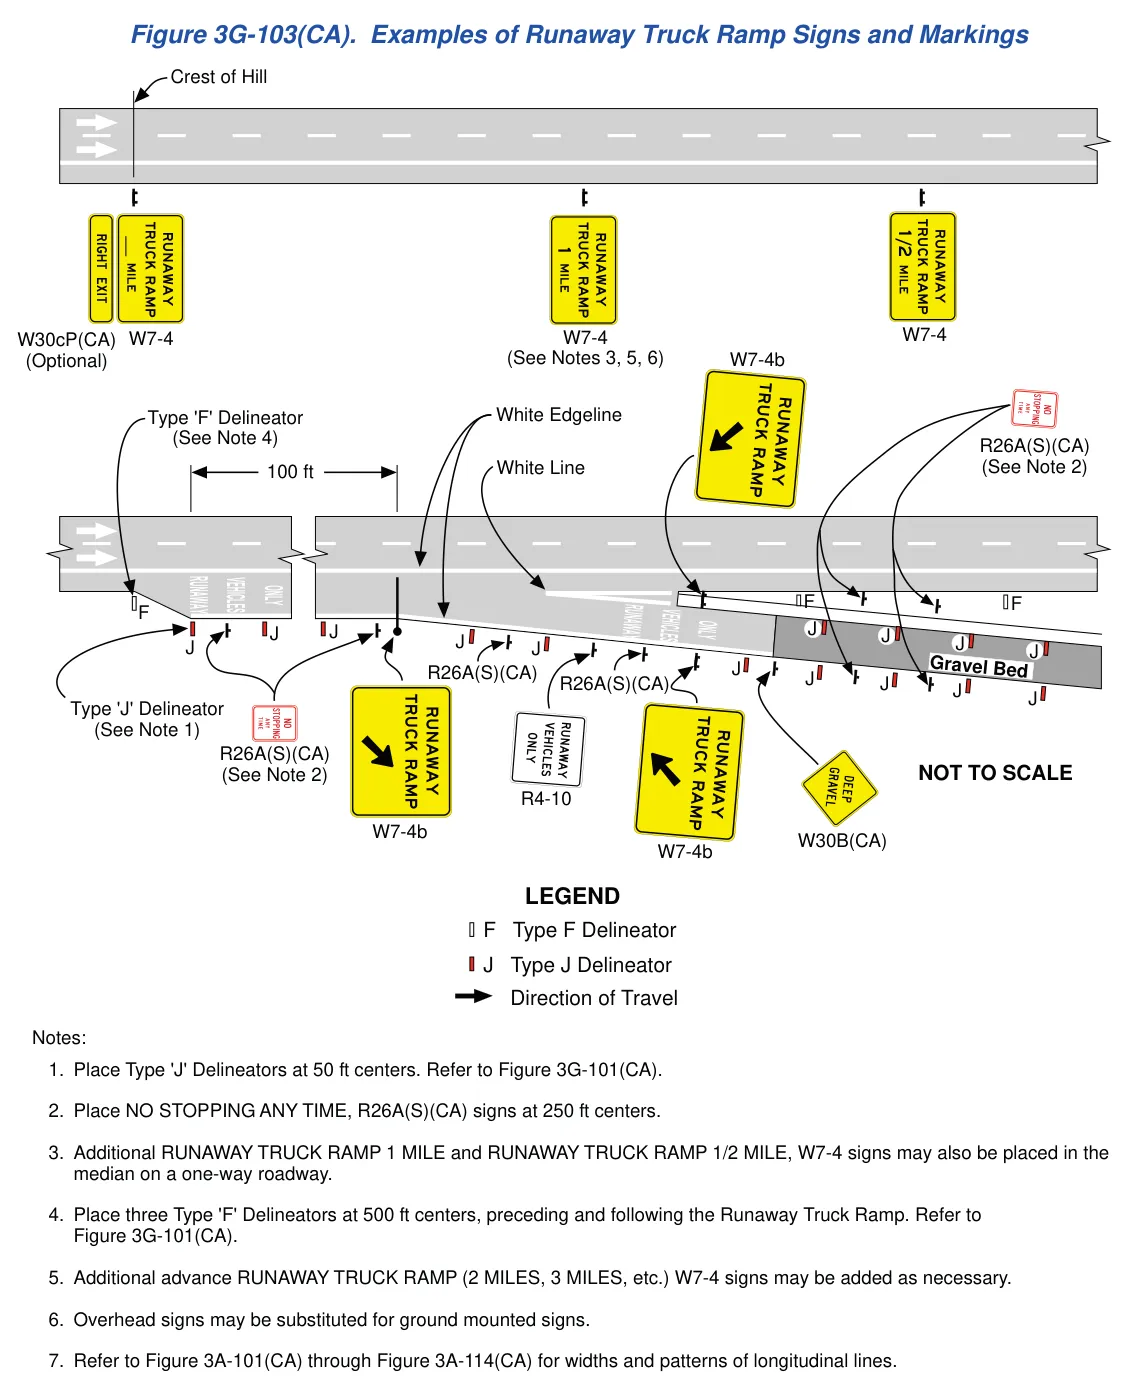 Figure 3G-103(CA).  Examples of Runaway Truck Ramp Signs and Markings
Crest of Hill
RIGHT EXIT
RUNAWAY
TRUCK RAMP
__ MILE
W30cP(CA)
(Optional)
W7-4
RUNAWAY
TRUCK RAMP
1 MILE
W7-4
(See Notes 3, 5, 6)
RUNAWAY
TRUCK RAMP
1/2 MILE
W7-4
W7-4b
RUNAWAY
TRUCK RAMP
NO
STOPPING
ANY
TIME
R26A(S)(CA)
(See Note 2)
Type 'F' Delineator
(See Note 4)
100 ft
White Edgeline
White Line
RUNAWAY
VEHICLES
ONLY
RUNAWAY
VEHICLES
ONLY
F
F
F
J
J
J
J
J
J
J
J
J
J
J
J
J
J
Gravel Bed
Type 'J' Delineator
(See Note 1)
NO
STOPPING
ANY
TIME
R26A(S)(CA)
(See Note 2)
RUNAWAY
TRUCK RAMP
W7-4b
R26A(S)(CA)
R26A(S)(CA)
RUNAWAY
VEHICLES
ONLY
R4-10
RUNAWAY
TRUCK RAMP
W7-4b
DEEP
GRAVEL
W30B(CA)
NOT TO SCALE
LEGEND
F Type F Delineator
J Type J Delineator
Direction of Travel
Notes:
1. Place Type 'J' Delineators at 50 ft centers. Refer to Figure 3G-101(CA).
2. Place NO STOPPING ANY TIME, R26A(S)(CA) signs at 250 ft centers.
3. Additional RUNAWAY TRUCK RAMP 1 MILE and RUNAWAY TRUCK RAMP 1/2 MILE, W7-4 signs may also be placed in the
median on a one-way roadway.
4. Place three Type 'F' Delineators at 500 ft centers, preceding and following the Runaway Truck Ramp. Refer to
Figure 3G-101(CA).
5. Additional advance RUNAWAY TRUCK RAMP (2 MILES, 3 MILES, etc.) W7-4 signs may be added as necessary.
6. Overhead signs may be substituted for ground mounted signs.
7. Refer to Figure 3A-101(CA) through Figure 3A-114(CA) for widths and patterns of longitudinal lines.